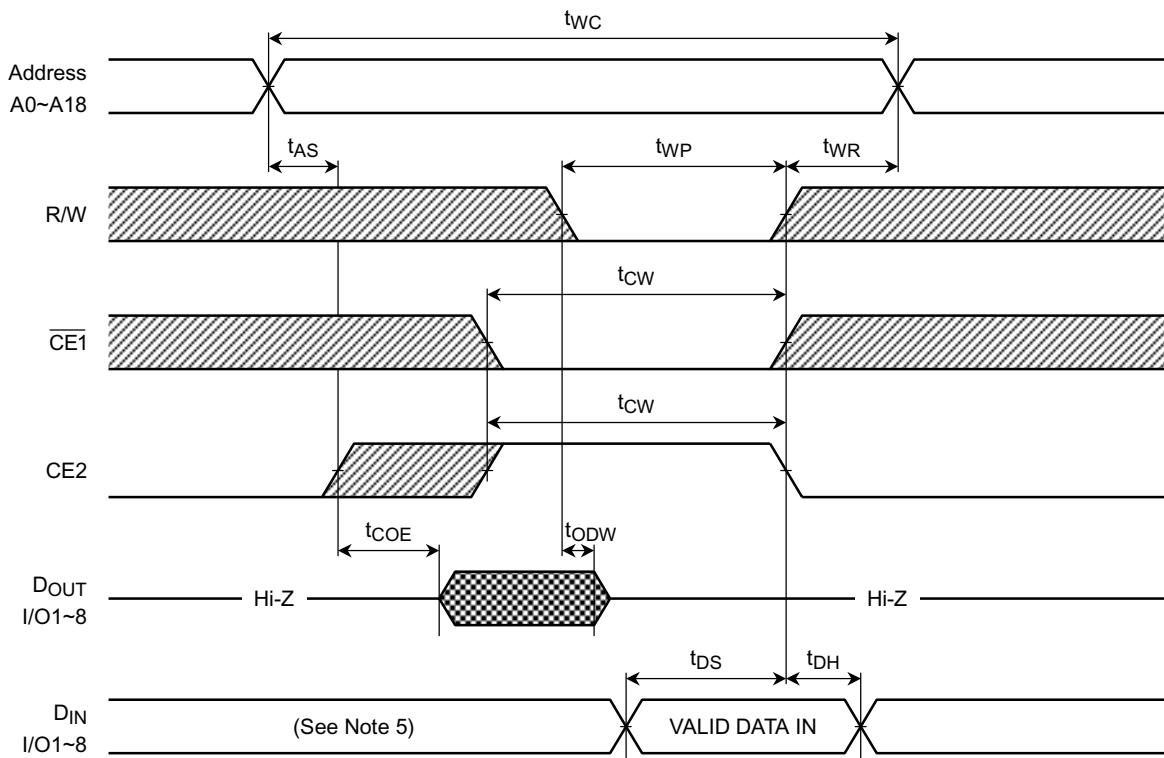 tWC
Address
A0~A18
tAS
tWP
tWR
R/W
tCW
CE1
tCW
CE2
tCOE
tODW
DOUT
I/O1~8
Hi-Z
Hi-Z
tDS
tDH
DIN
I/O1~8
(See Note 5)
VALID DATA IN